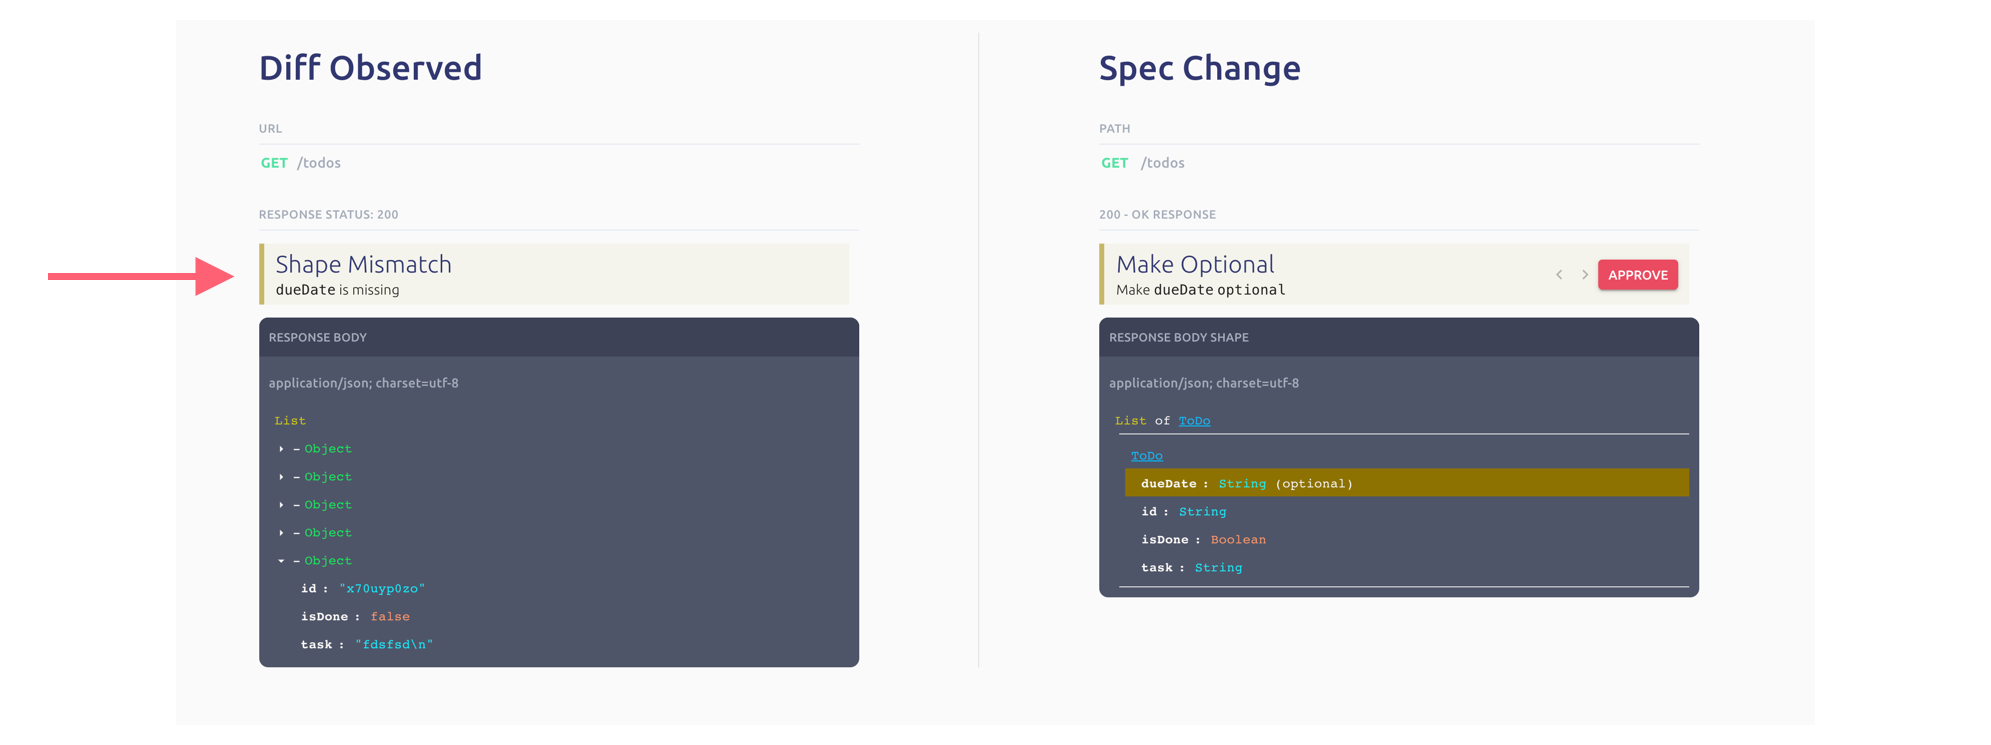 Diff Observed
URL
GET /todos
RESPONSE STATUS: 200
Shape Mismatch
dueDate is missing
RESPONSE BODY
application/json; charset=utf-8
List
– Object
– Object
– Object
– Object
– Object
id : "x70uyp0zo"
isDone : false
task : "fdsfsd\n"
Spec Change
PATH
GET /todos
200 - OK RESPONSE
Make Optional
Make dueDate optional
APPROVE
RESPONSE BODY SHAPE
application/json; charset=utf-8
List of ToDo
ToDo
dueDate : String (optional)
id : String
isDone : Boolean
task : String